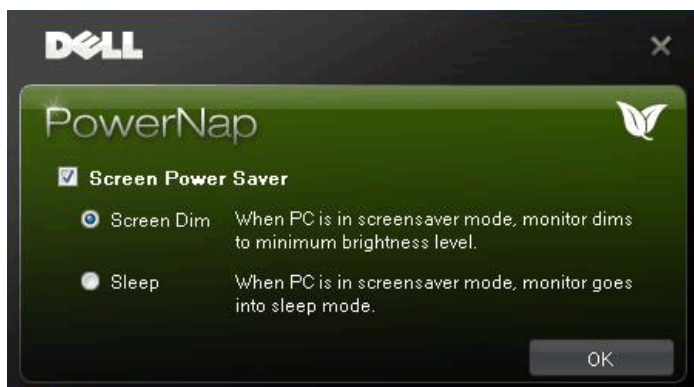 DELL
PowerNap
Screen Power Saver
Screen Dim When PC is in screensaver mode, monitor dims
to minimum brightness level.
Sleep When PC is in screensaver mode, monitor goes
into sleep mode.
OK